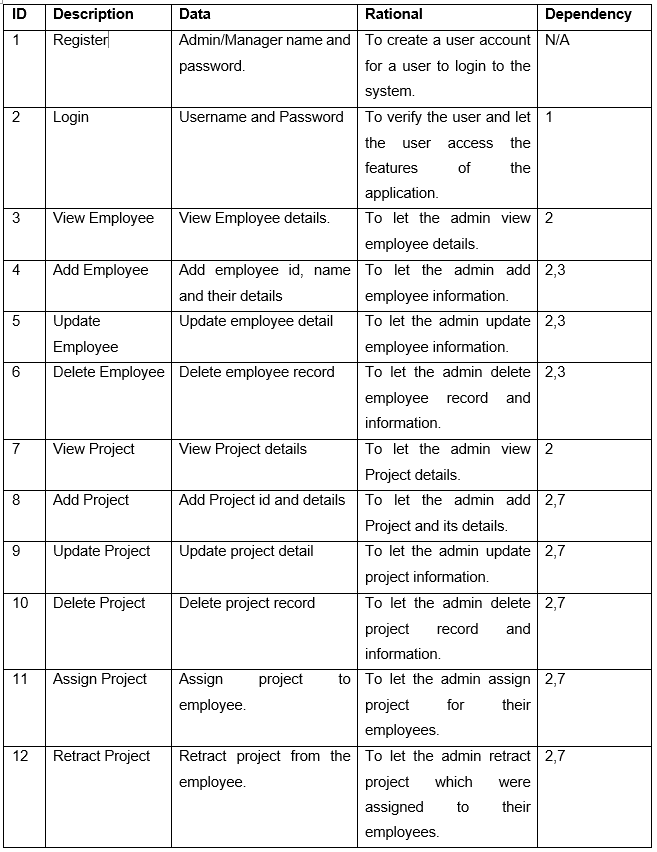 ID Description Data Rational Dependency
1 Register Admin/Manager name and To create a user account N/A
password. for a user to login to the
system.
2 Login Username and Password To verify the user and let 1
the user access the
features of the
application.
3 View Employee View Employee details. To let the admin view 2
employee details.
4 Add Employee Add employee id, name To let the admin add 2,3
and their details employee information.
5 Update Update employee detail To let the admin update 2,3
Employee employee information.
6 Delete Employee Delete employee record To let the admin delete 2,3
employee record and
information.
7 View Project View Project details To let the admin view 2
Project details.
8 Add Project Add Project id and details To let the admin add 2,7
Project and its details.
9 Update Project Update project detail To let the admin update 2,7
project information.
10 Delete Project Delete project record To let the admin delete 2,7
project record and
information.
11 Assign Project Assign project to To let the admin assign 2,7
employee. project for their
employees.
12 Retract Project Retract project from the To let the admin retract 2,7
employee. project which were
assigned to their
employees.